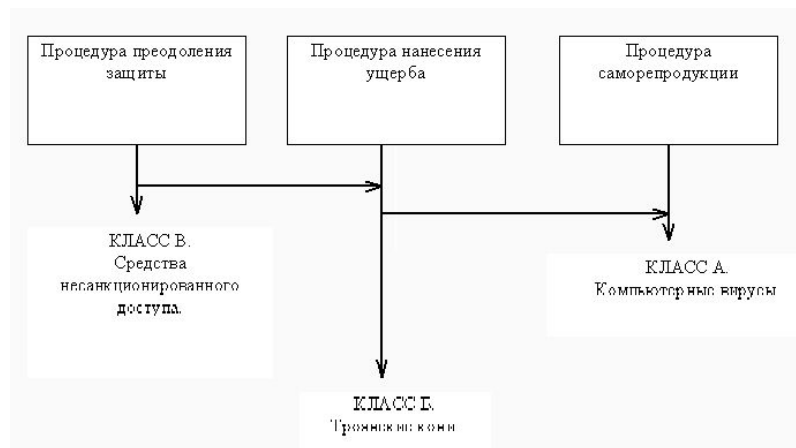 Процедура преодоления
защиты
Процедура нанесения
ущерба
Процедура
саморепродукции
КЛАСС В.
Средства
несанкционированного
доступа.
КЛАСС А.
Компьютерные вирусы
КЛАСС Б.
Троянские кони